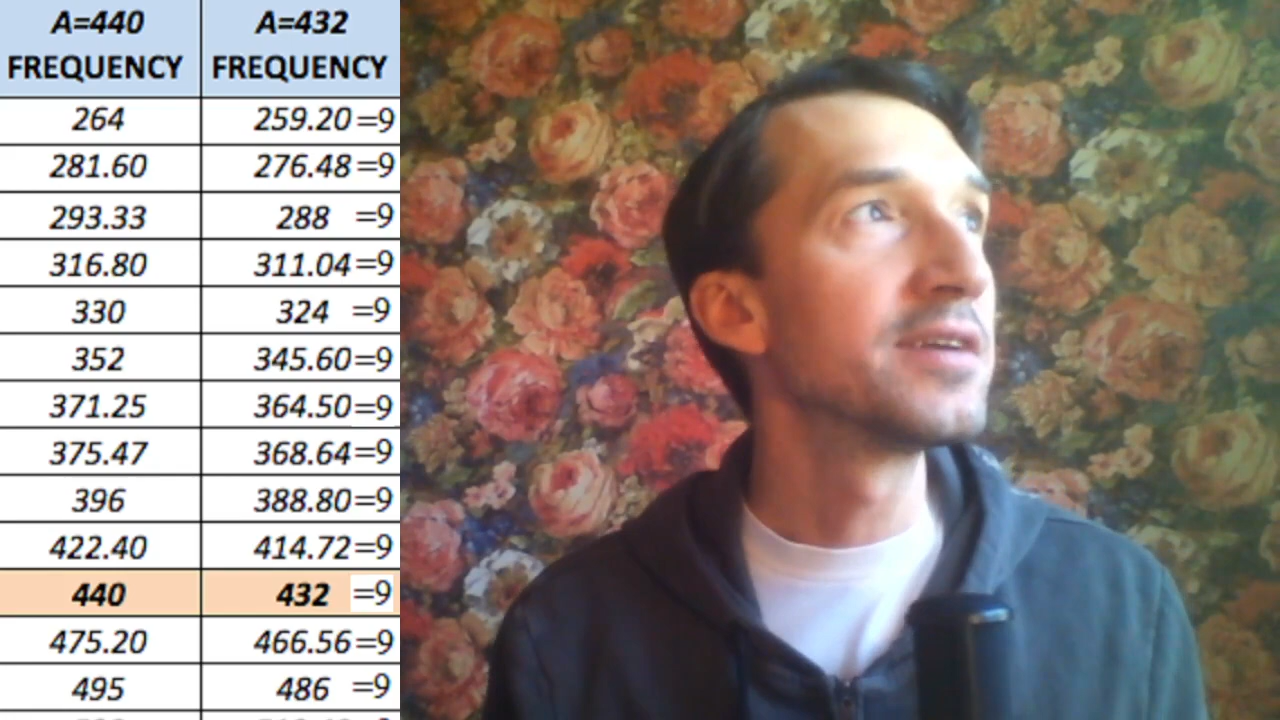 A=440 A=432
FREQUENCY FREQUENCY
264 259.20 =9
281.60 276.48 =9
293.33 288 =9
316.80 311.04 =9
330 324 =9
352 345.60 =9
371.25 364.50 =9
375.47 368.64 =9
396 388.80 =9
422.40 414.72 =9
440 432 =9
475.20 466.56 =9
495 486 =9